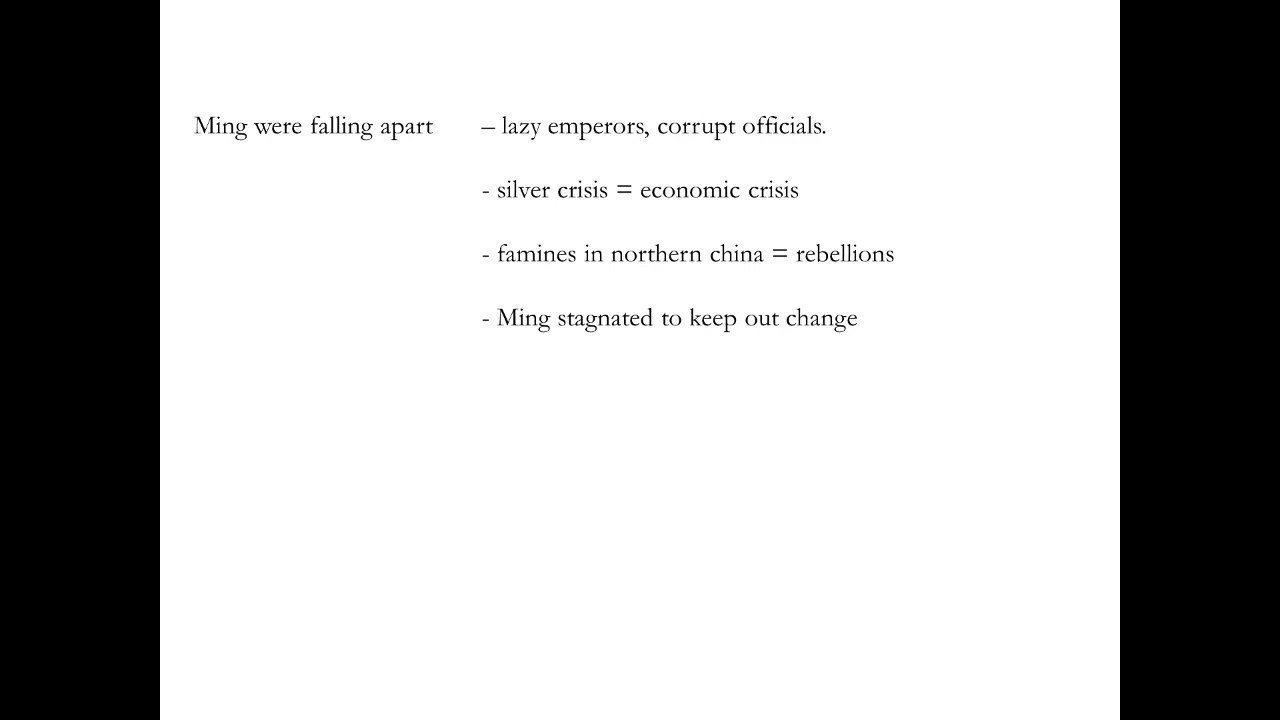 Ming were falling apart – lazy emperors, corrupt officials.
- silver crisis = economic crisis
- famines in northern china = rebellions
- Ming stagnated to keep out change